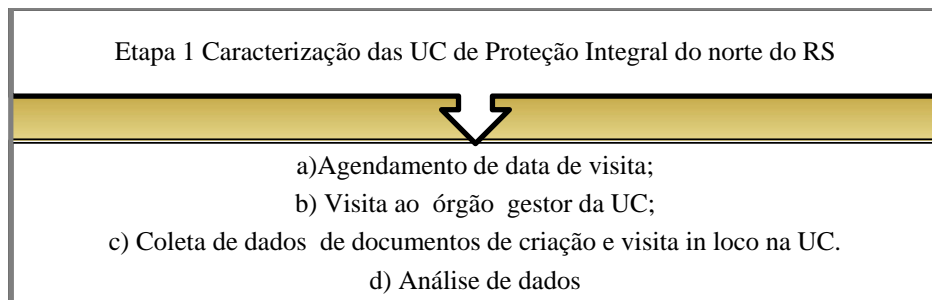 Etapa 1 Caracterização das UC de Proteção Integral do norte do RS
a)Agendamento de data de visita;
b) Visita ao órgão gestor da UC;
c) Coleta de dados de documentos de criação e visita in loco na UC.
d) Análise de dados